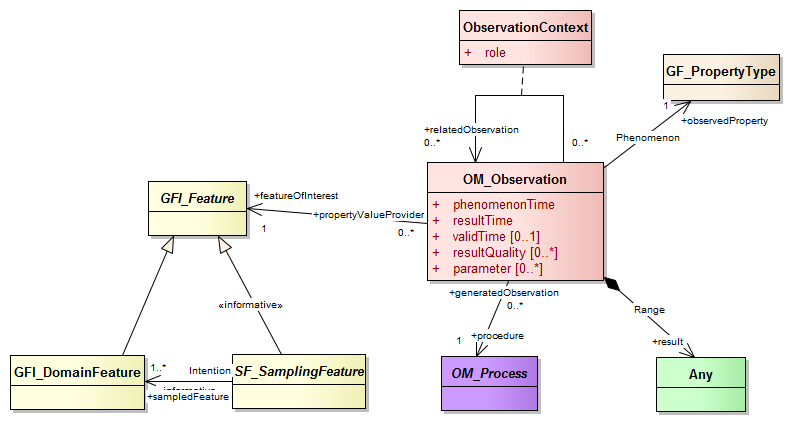 ObservationContext
+ role
GF_PropertyType
1
+observedProperty
Phenomenon
+relatedObservation
0..*
0..*
OM_Observation
+ phenomenonTime
+ resultTime
+ validTime [0..1]
+ resultQuality [0..*]
+ parameter [0..*]
GFI_Feature
+featureOfInterest
+propertyValueProvider
1
0..*
«informative»
+generatedObservation
0..*
Range
+procedure
1
+result
GFI_DomainFeature
1..*
Intention
+sampledFeature
SF_SamplingFeature
OM_Process
Any